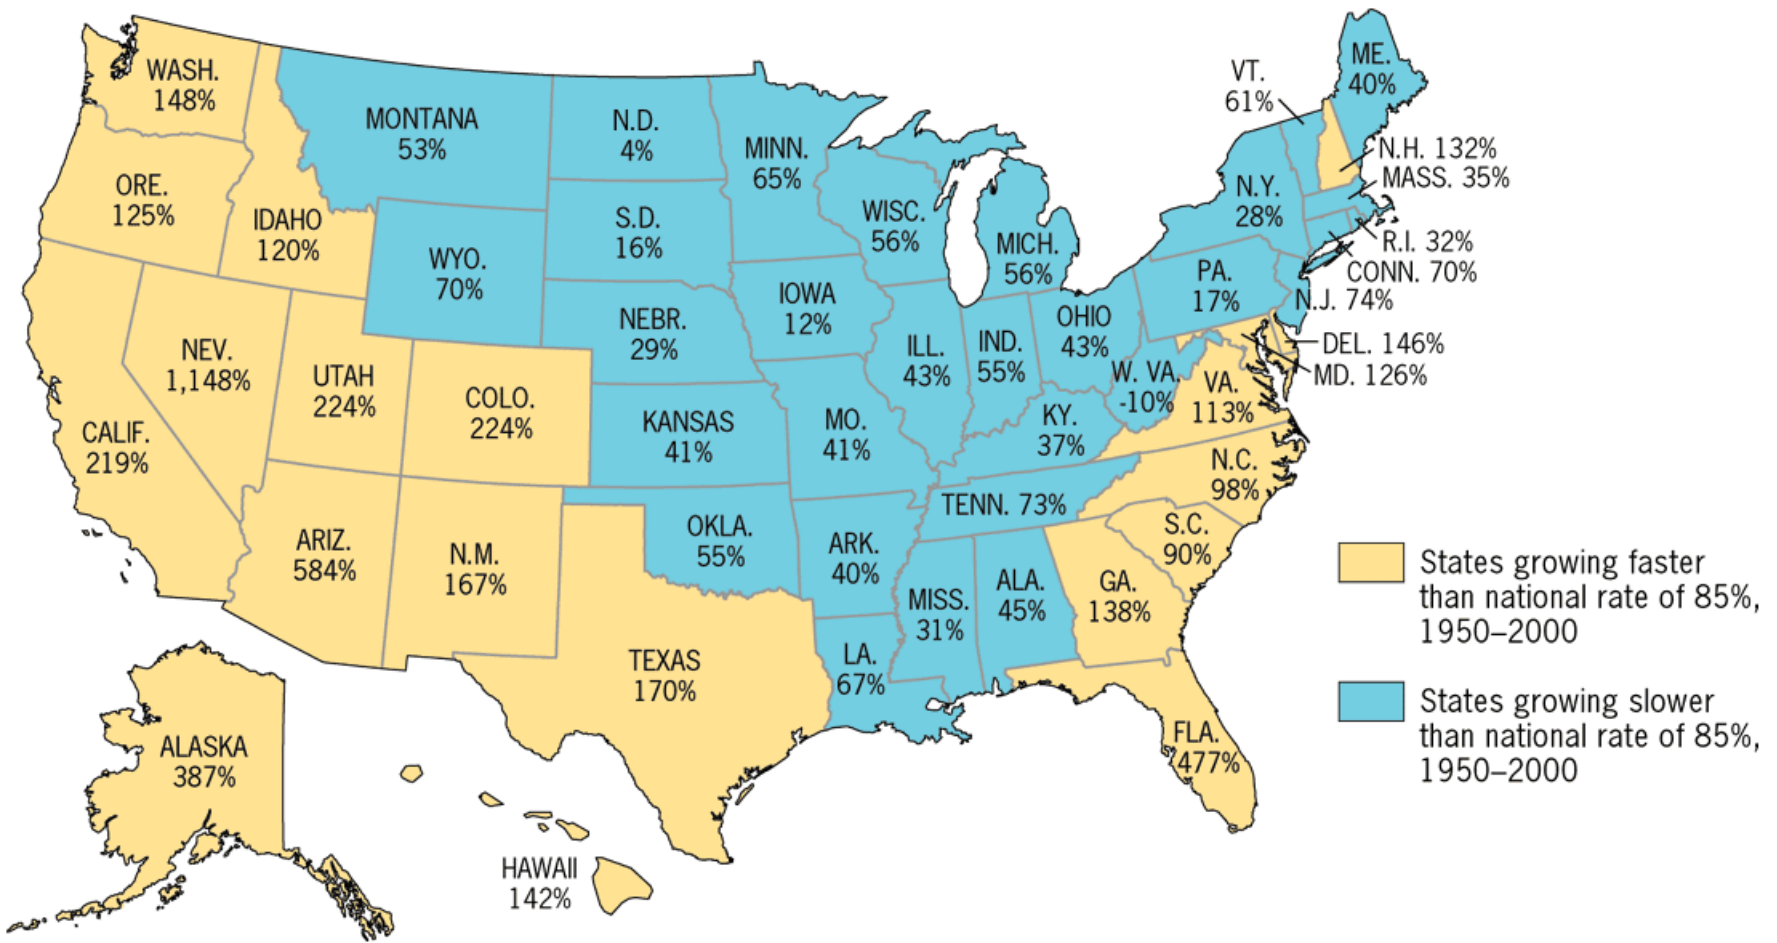 WASH.
148%
ORE.
125%
IDAHO
120%
MONTANA
53%
WYO.
70%
N.D.
4%
S.D.
16%
NEBR.
29%
KANSAS
41%
MINN.
65%
IOWA
12%
MO.
41%
WISC.
56%
MICH.
56%
ILL.
43%
IND.
55%
OHIO
43%
KY.
37%
W. VA.
-10%
PA.
17%
N.Y.
28%
VT.
61%
ME.
40%
N.H. 132%
MASS. 35%
R.I. 32%
CONN. 70%
N.J. 74%
DEL. 146%
MD. 126%
VA.
113%
N.C.
98%
S.C.
90%
TENN. 73%
GA.
138%
ALA.
45%
MISS.
31%
FLA.
477%
LA.
67%
ARK.
40%
OKLA.
55%
TEXAS
170%
N.M.
167%
ARIZ.
584%
COLO.
224%
UTAH
224%
NEV.
1,148%
CALIF.
219%
ALASKA
387%
HAWAII
142%
States growing faster
than national rate of 85%,
1950–2000
States growing slower
than national rate of 85%,
1950–2000